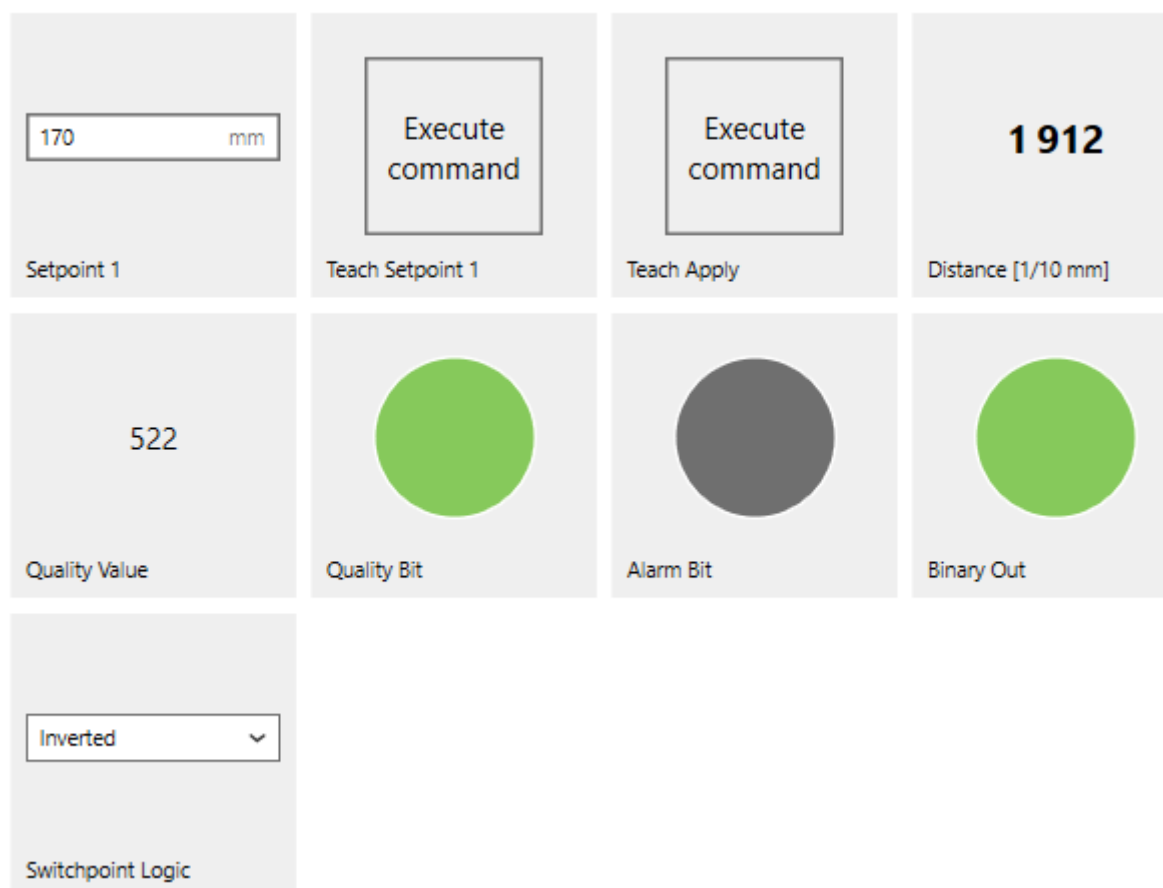 170 mm
Execute
command
Execute
command
1 912
Setpoint 1
Teach Setpoint 1
Teach Apply
Distance [1/10 mm]
522
Quality Value
Quality Bit
Alarm Bit
Binary Out
Inverted
Switchpoint Logic